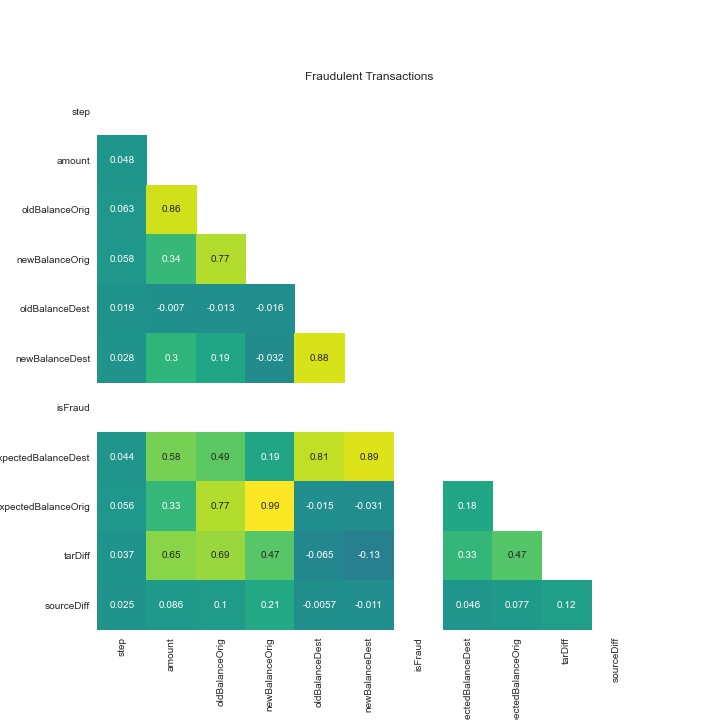 Fraudulent Transactions
step
amount 0.048
oldBalanceOrig 0.063 0.86
newBalanceOrig 0.058 0.34 0.77
oldBalanceDest 0.019 -0.007 -0.013 -0.016
newBalanceDest 0.028 0.3 0.19 -0.032 0.88
isFraud
xpectedBalanceDest 0.044 0.58 0.49 0.19 0.81 0.89
xpectedBalanceOrig 0.056 0.33 0.77 0.99 -0.015 -0.031 0.18
tarDiff 0.037 0.65 0.69 0.47 -0.065 -0.13 0.33 0.47
sourceDiff 0.025 0.086 0.1 0.21 -0.0057 -0.011 0.046 0.077 0.12
step
amount
oldBalanceOrig
newBalanceOrig
oldBalanceDest
newBalanceDest
isFraud
ectedBalanceDest
ectedBalanceOrig
tarDiff
sourceDiff